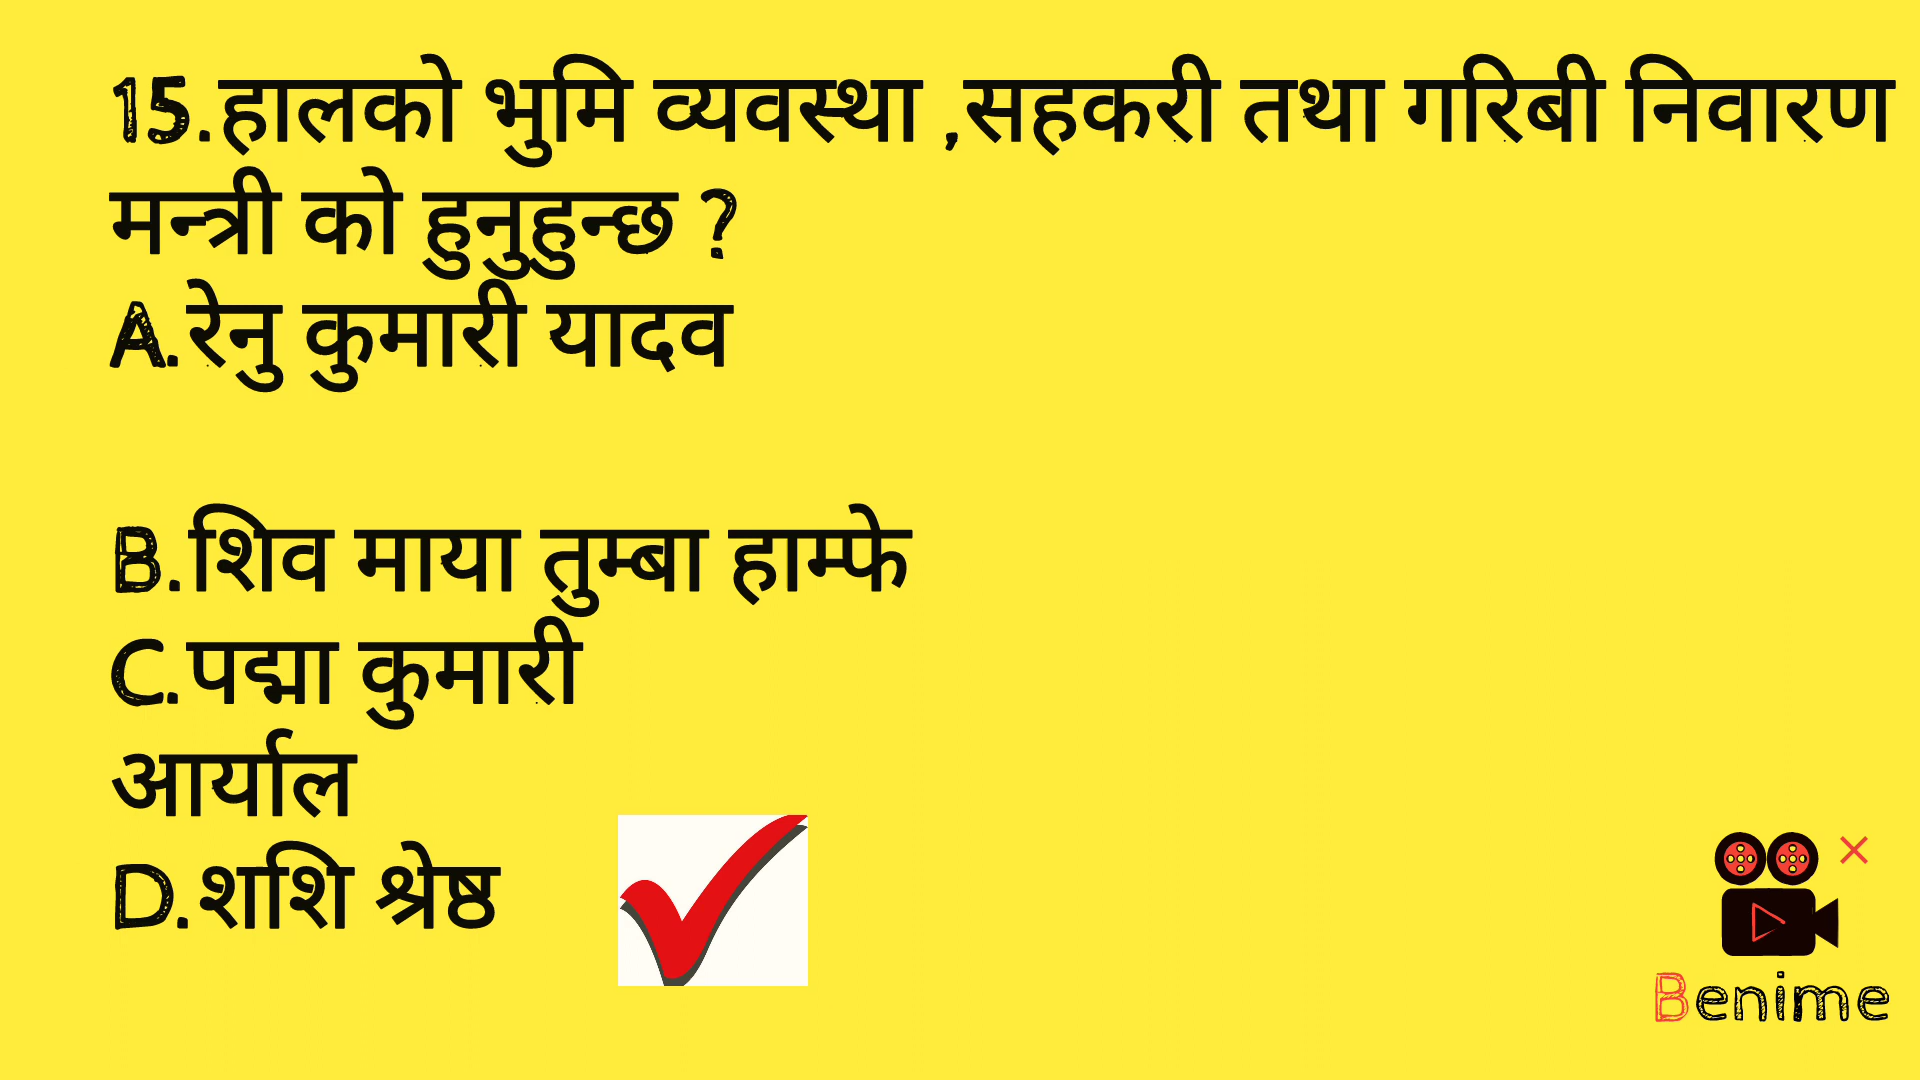 15.हालको भुमि व्यवस्था ,सहकरी तथा गरिबी निवारण
मन्त्री को हुनुहुन्छ ?
A.रेनु कुमारी यादव
B.शिव माया तुम्बा हाम्फे
C.पद्मा कुमारी
आर्याल
D.शशि श्रेष्ठ
Benime